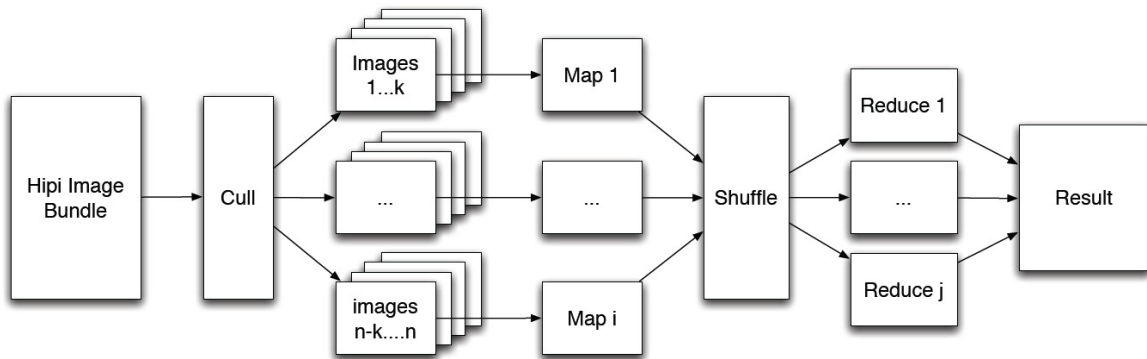 Hipi Image
Bundle
Cull
Images
1...k
...
images
n-k....n
Map 1
...
Map i
Shuffle
Reduce 1
...
Reduce j
Result